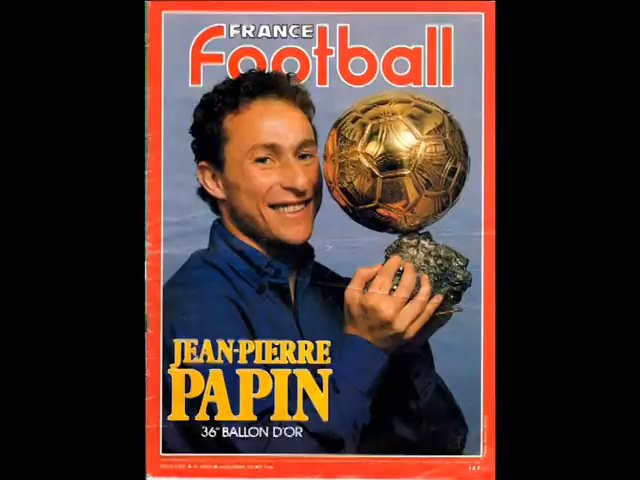 FRANCE
Football
JEAN-PIERRE
PAPIN
36e BALLON D'OR